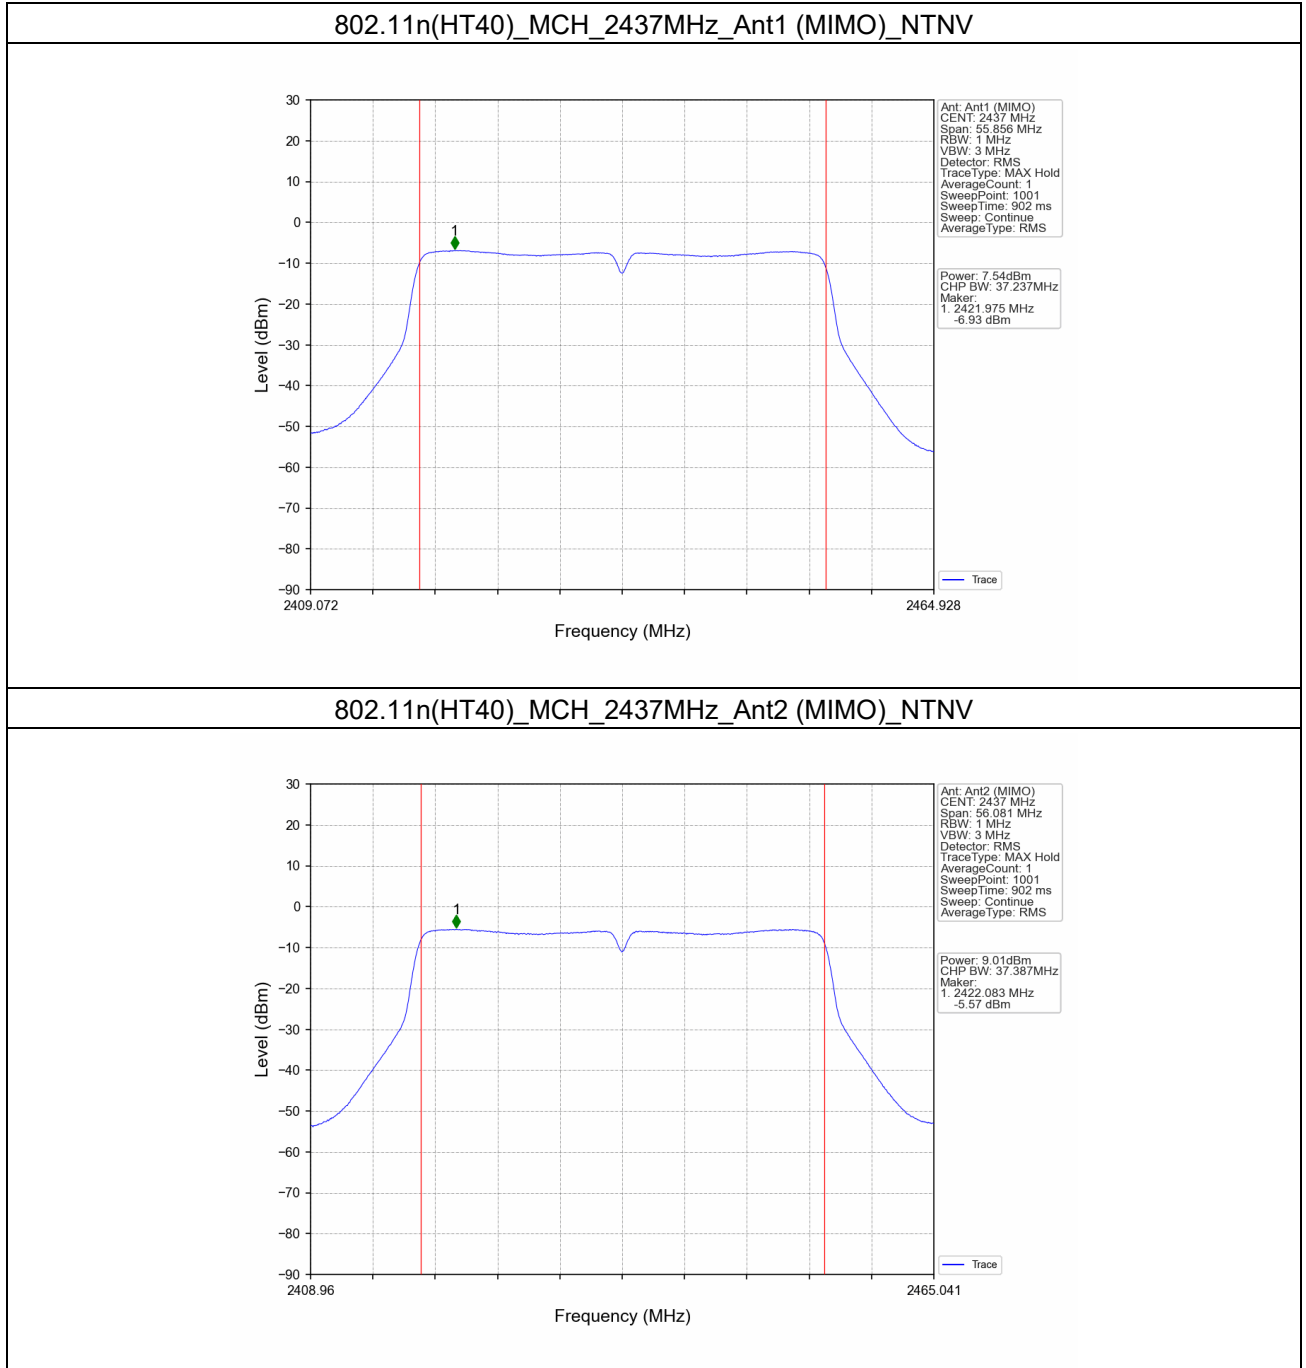 802.11n(HT40)_MCH_2437MHz_Ant1 (MIMO)_NTNV
30
20
10
0
−10
−20
−30
−40
−50
−60
−70
−80
−90
Level (dBm)
1
2409.072
2464.928
Frequency (MHz)
Ant: Ant1 (MIMO)
CENT: 2437 MHz
Span: 55.856 MHz
RBW: 1 MHz
VBW: 3 MHz
Detector: RMS
TraceType: MAX Hold
AverageCount: 1
SweepPoint: 1001
SweepTime: 902 ms
Sweep: Continue
AverageType: RMS
Power: 7.54dBm
CHP BW: 37.237MHz
Maker:
1. 2421.975 MHz
-6.93 dBm
Trace
802.11n(HT40)_MCH_2437MHz_Ant2 (MIMO)_NTNV
30
20
10
0
−10
−20
−30
−40
−50
−60
−70
−80
−90
Level (dBm)
1
2408.96
2465.041
Frequency (MHz)
Ant: Ant2 (MIMO)
CENT: 2437 MHz
Span: 56.081 MHz
RBW: 1 MHz
VBW: 3 MHz
Detector: RMS
TraceType: MAX Hold
AverageCount: 1
SweepPoint: 1001
SweepTime: 902 ms
Sweep: Continue
AverageType: RMS
Power: 9.01dBm
CHP BW: 37.387MHz
Maker:
1. 2422.083 MHz
-5.57 dBm
Trace